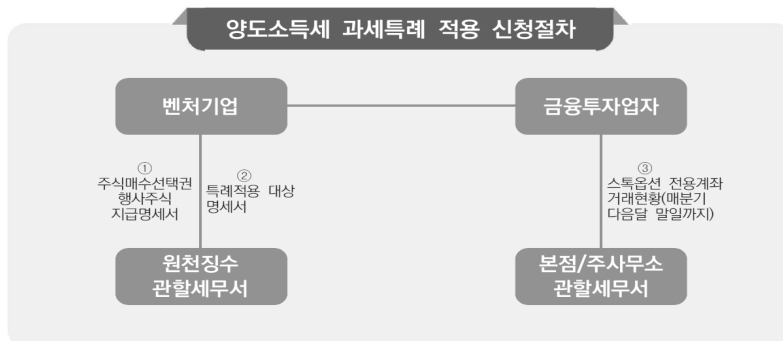 양도소득세 과세특례 적용 신청절차
벤처기업
금융투자업자
①
주식매수선택권
행사주식
지급명세서
②
특례적용 대상
명세서
③
스톡옵션 전용계좌
거래현황(매분기
다음달 말일까지)
원천징수
관할세무서
본점/주사무소
관할세무서